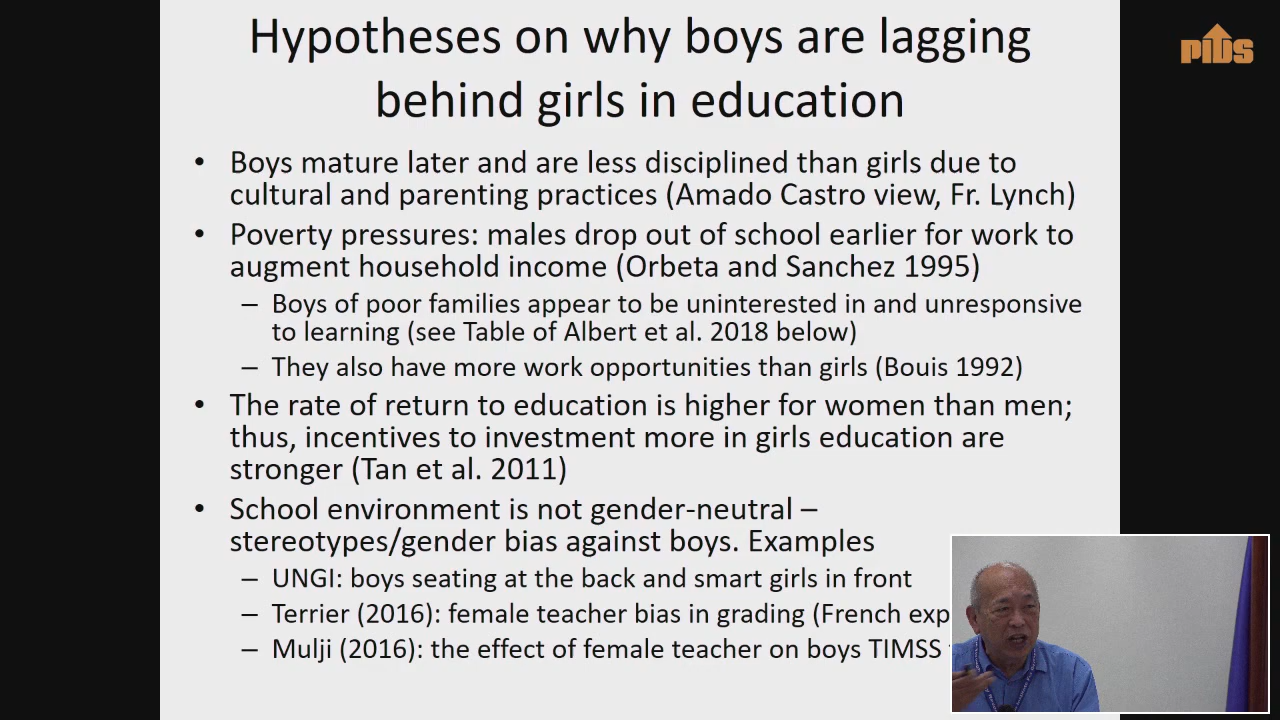 Hypotheses on why boys are lagging
behind girls in education
PIDS
• Boys mature later and are less disciplined than girls due to
cultural and parenting practices (Amado Castro view, Fr. Lynch)
• Poverty pressures: males drop out of school earlier for work to
augment household income (Orbeta and Sanchez 1995)
– Boys of poor families appear to be uninterested in and unresponsive
to learning (see Table of Albert et al. 2018 below)
– They also have more work opportunities than girls (Bouis 1992)
• The rate of return to education is higher for women than men;
thus, incentives to investment more in girls education are
stronger (Tan et al. 2011)
• School environment is not gender-neutral –
stereotypes/gender bias against boys. Examples
– UNGI: boys seating at the back and smart girls in front
– Terrier (2016): female teacher bias in grading (French exp
– Mulji (2016): the effect of female teacher on boys TIMSS